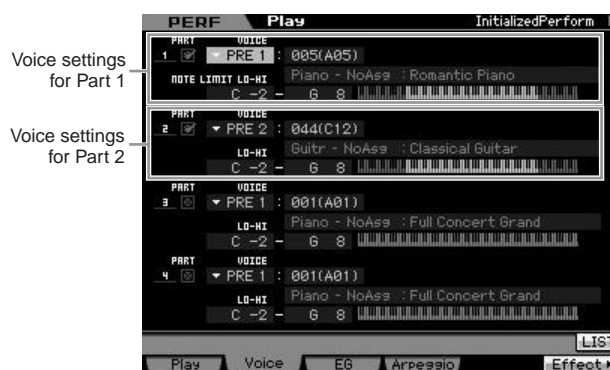 PERF Play InitializedPerform
Voice settings for Part 1
PART VOICE
1 PRE 1 : 005(A05)
Piano - NoAsg : Romantic Piano
NOTE LIMIT LO-HI
C -2 - G 8
Voice settings for Part 2
PART VOICE
2 PRE 2 : 044(C12)
Guitr - NoAsg : Classical Guitar
LO-HI
C -2 - G 8
PART VOICE
3 PRE 1 : 001(A01)
Piano - NoAsg : Full Concert Grand
LO-HI
C -2 - G 8
PART VOICE
4 PRE 1 : 001(A01)
Piano - NoAsg : Full Concert Grand
LO-HI
C -2 - G 8
LIST
Play Voice EG Arpeggio Effect